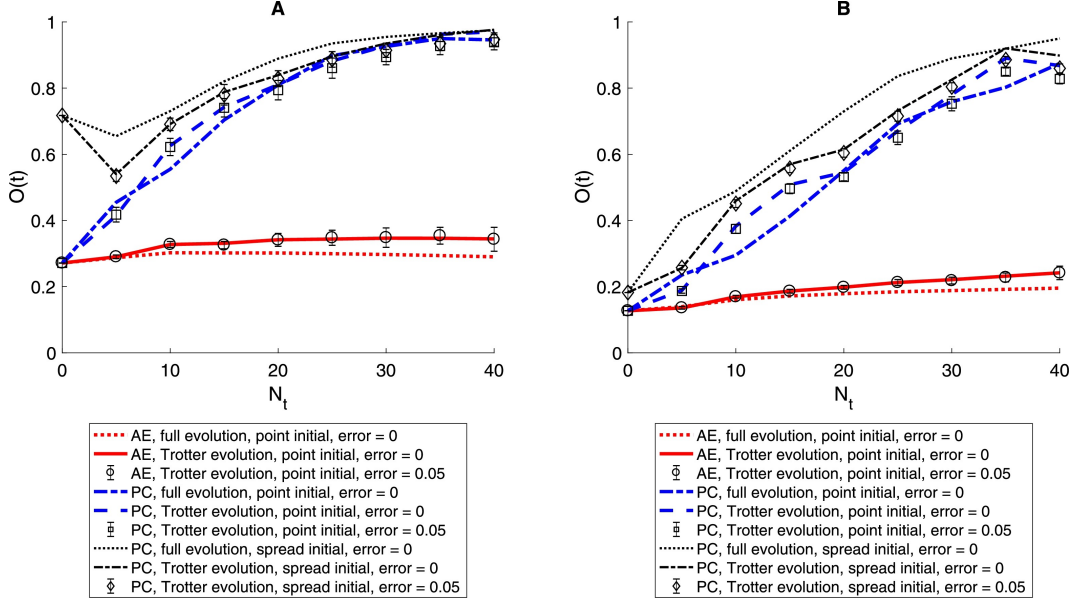 A
O(t)
1
0.8
0.6
0.4
0.2
0
0 10 20 30 40
N_t
AE, full evolution, point initial, error = 0
AE, Trotter evolution, point initial, error = 0
AE, Trotter evolution, point initial, error = 0.05
PC, full evolution, point initial, error = 0
PC, Trotter evolution, point initial, error = 0
PC, Trotter evolution, point initial, error = 0.05
PC, full evolution, spread initial, error = 0
PC, Trotter evolution, spread initial, error = 0
PC, Trotter evolution, spread initial, error = 0.05
B
O(t)
1
0.8
0.6
0.4
0.2
0
0 10 20 30 40
N_t
AE, full evolution, point initial, error = 0
AE, Trotter evolution, point initial, error = 0
AE, Trotter evolution, point initial, error = 0.05
PC, full evolution, point initial, error = 0
PC, Trotter evolution, point initial, error = 0
PC, Trotter evolution, point initial, error = 0.05
PC, full evolution, spread initial, error = 0
PC, Trotter evolution, spread initial, error = 0
PC, Trotter evolution, spread initial, error = 0.05